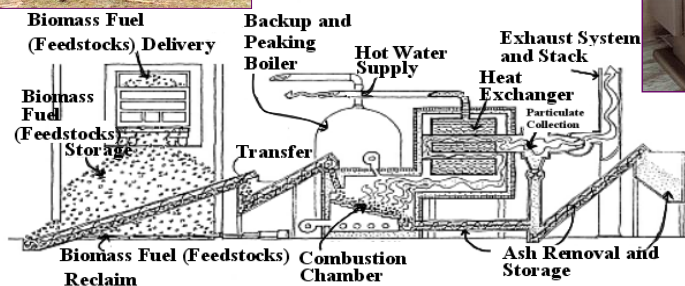 Biomass Fuel
(Feedstocks) Delivery
Backup and
Peaking
Boiler
Hot Water
Supply
Exhaust System
and Stack
Heat
Exchanger
Particulate
Collection
Biomass
Fuel
(Feedstocks)
Storage
Transfer
Biomass Fuel (Feedstocks)
Reclaim
Combustion
Chamber
Ash Removal and
Storage